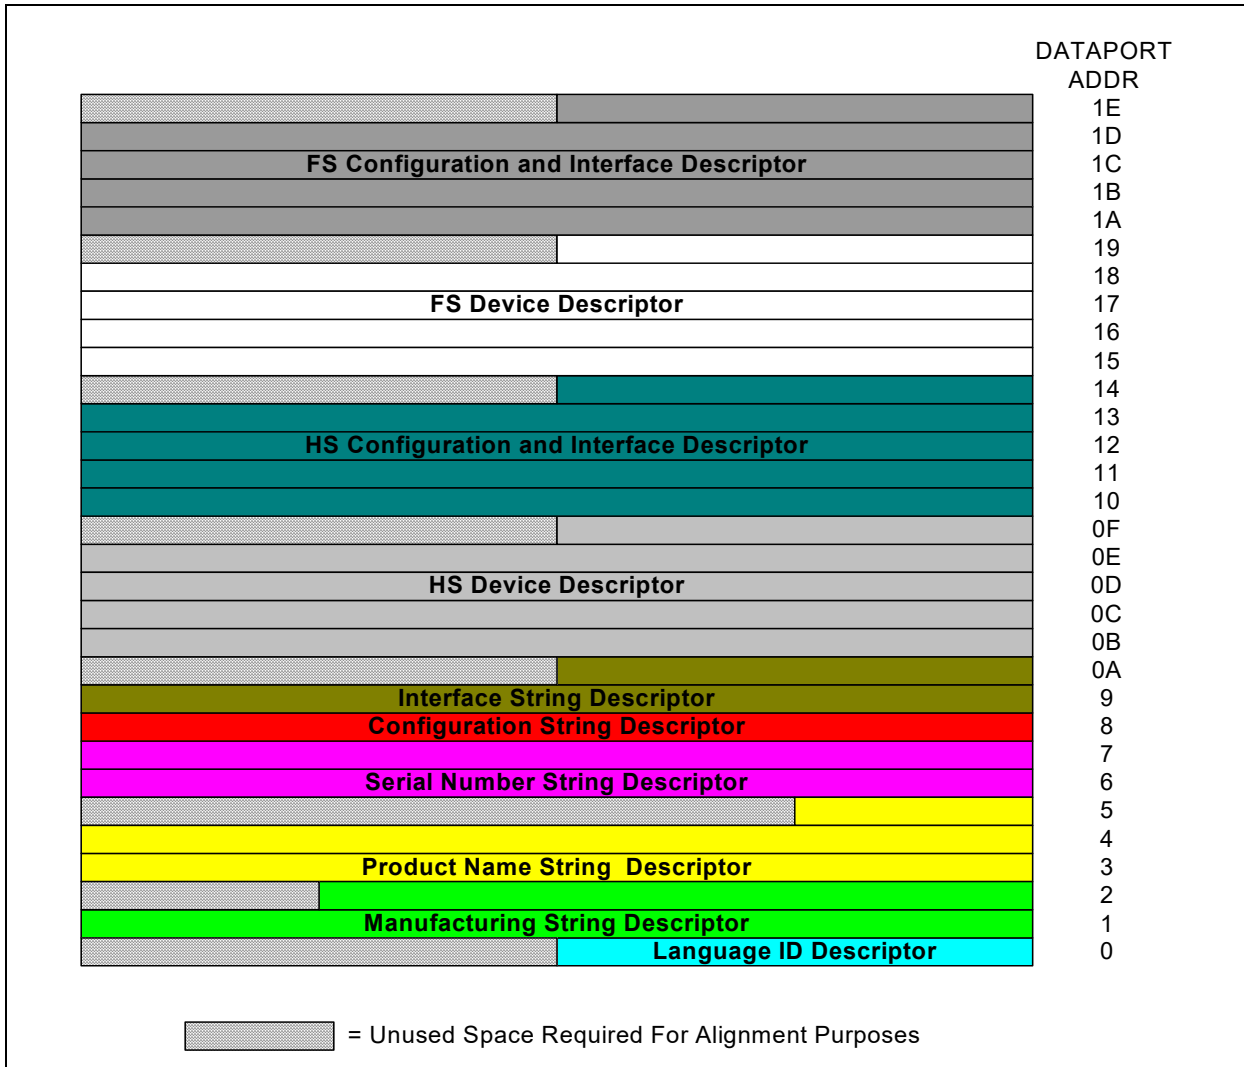 DATAPORT
ADDR
1E
1D
FS Configuration and Interface Descriptor 1C
1B
1A
19
18
FS Device Descriptor 17
16
15
14
13
HS Configuration and Interface Descriptor 12
11
10
0F
0E
HS Device Descriptor 0D
0C
0B
0A
Interface String Descriptor 9
Configuration String Descriptor 8
7
Serial Number String Descriptor 6
5
4
Product Name String Descriptor 3
2
Manufacturing String Descriptor 1
Language ID Descriptor 0
= Unused Space Required For Alignment Purposes